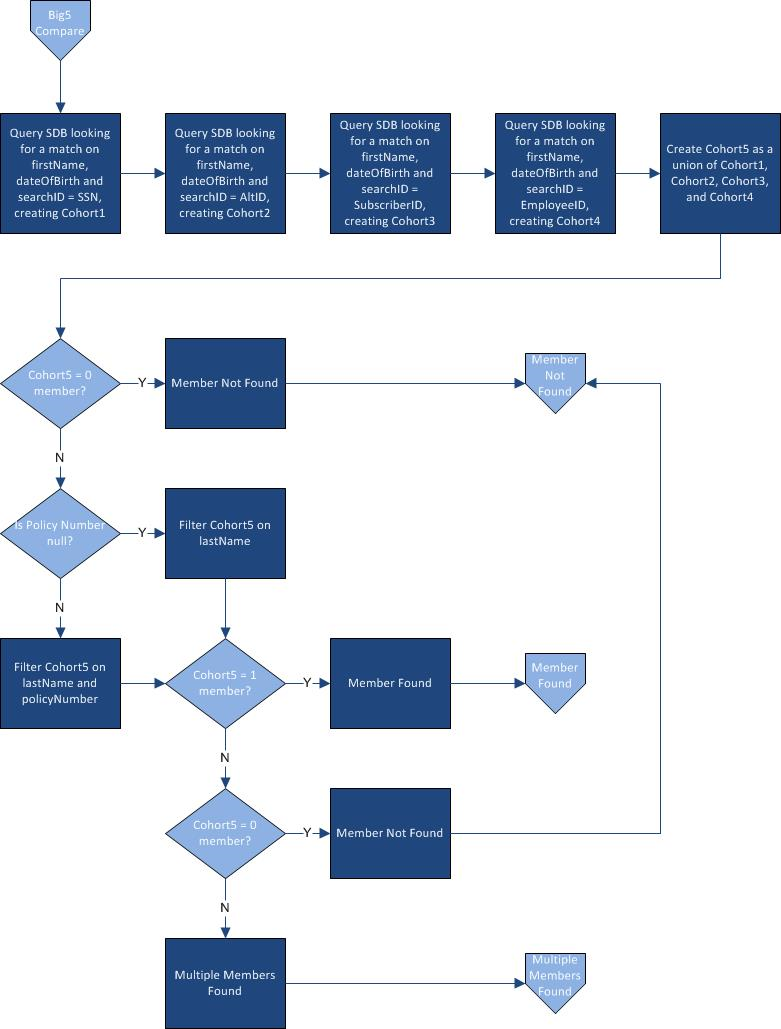 Big5
Compare
Query SDB looking
for a match on
firstName,
dateOfBirth and
searchID = SSN,
creating Cohort1
Query SDB looking
for a match on
firstName,
dateOfBirth and
searchID = AltID,
creating Cohort2
Query SDB looking
for a match on
firstName,
dateOfBirth and
searchID =
SubscriberID,
creating Cohort3
Query SDB looking
for a match on
firstName,
dateOfBirth and
searchID =
EmployeeID,
creating Cohort4
Create Cohort5 as a
union of Cohort1,
Cohort2, Cohort3,
and Cohort4
Cohort5 = 0
member?
Y
Member Not Found
Member
Not
Found
N
Is Policy Number
null?
Y
Filter Cohort5 on
lastName
N
Filter Cohort5 on
lastName and
policyNumber
Cohort5 = 1
member?
Y
Member Found
Member
Found
N
Cohort5 = 0
member?
Y
Member Not Found
N
Multiple Members
Found
Multiple
Members
Found